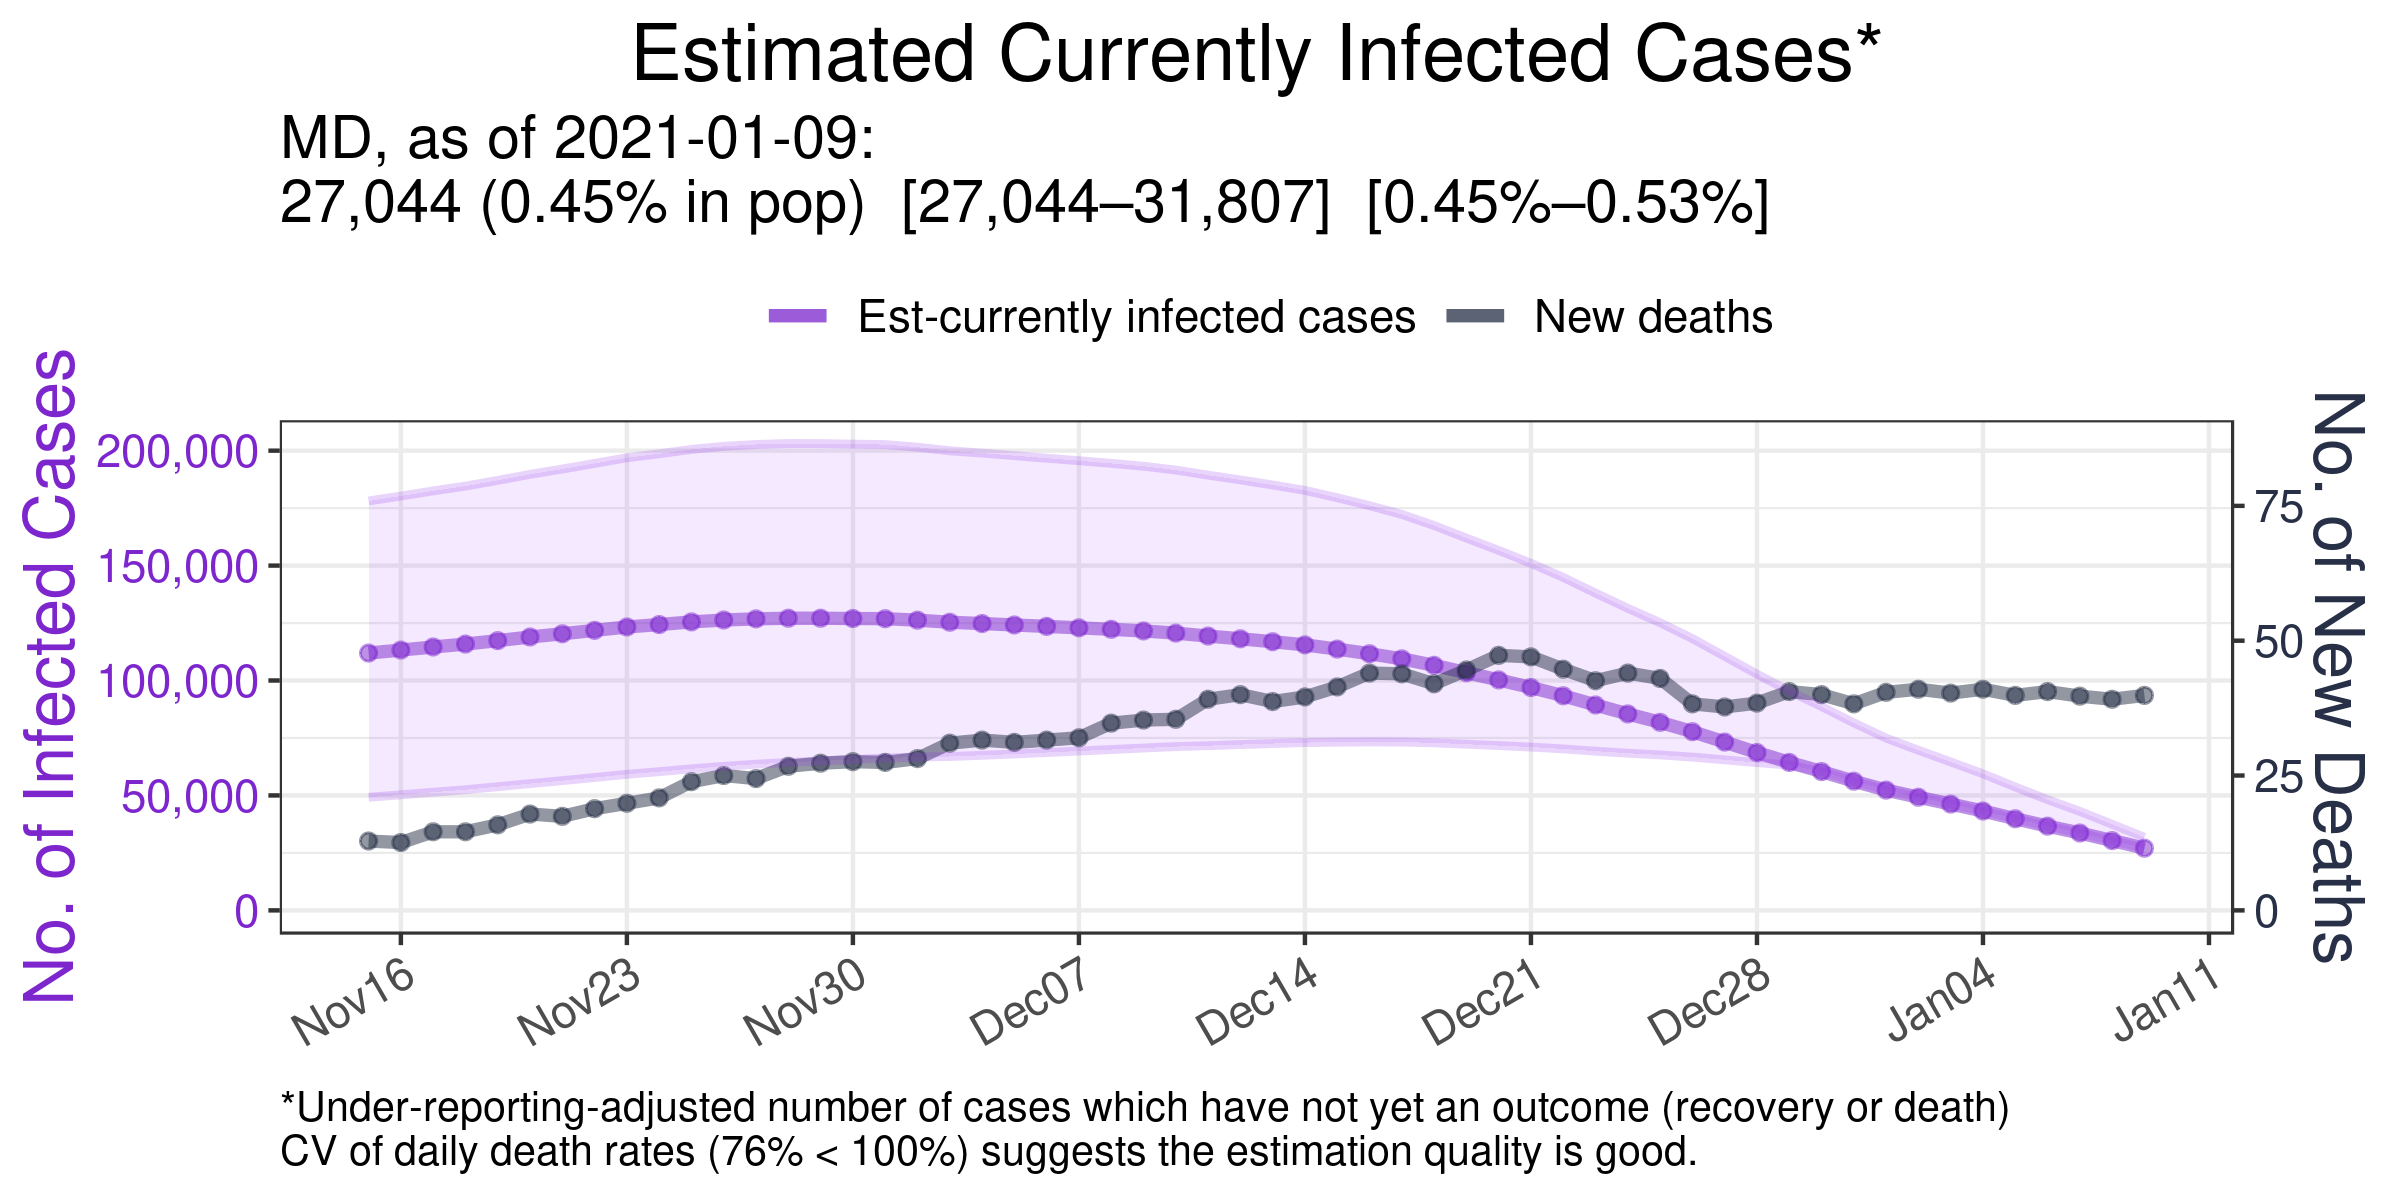 Estimated Currently Infected Cases*
MD, as of 2021-01-09:
27,044 (0.45% in pop)  [27,044–31,807]  [0.45%–0.53%]
Est-currently infected cases
New deaths
No. of Infected Cases
200,000
150,000
100,000
50,000
0
No. of New Deaths
75
50
25
0
Nov16
Nov23
Nov30
Dec07
Dec14
Dec21
Dec28
Jan04
Jan11
*Under-reporting-adjusted number of cases which have not yet an outcome (recovery or death)
CV of daily death rates (76% < 100%) suggests the estimation quality is good.